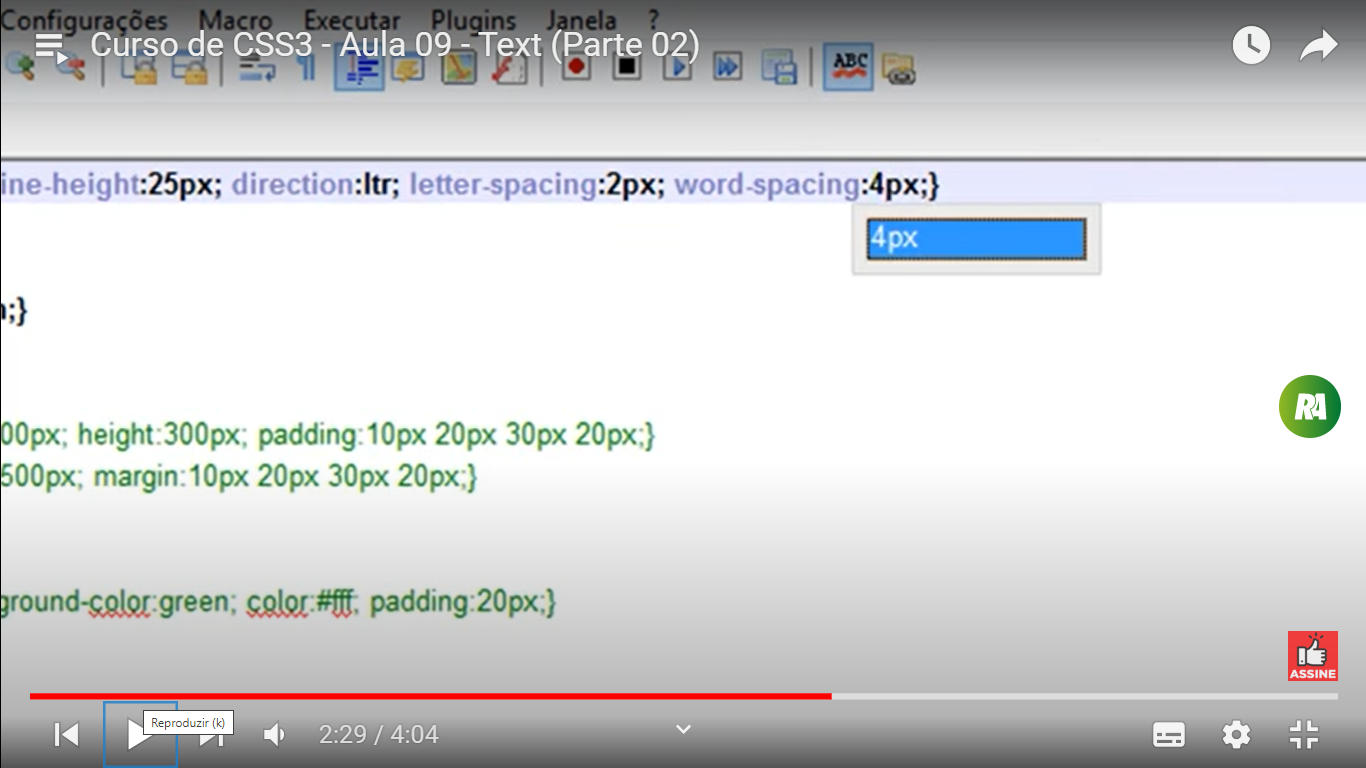 Configurações Macro Executar Plugins Janela ?
Curso de CSS3 - Aula 09 - Text (Parte 02)
ABC
ine-height:25px; direction:ltr; letter-spacing:2px; word-spacing:4px;}
4px
;}
RA
00px; height:300px; padding:10px 20px 30px 20px;}
500px; margin:10px 20px 30px 20px;}
ground-color:green; color:#fff; padding:20px;}
ASSINE
Reproduzir (k)
2:29 / 4:04